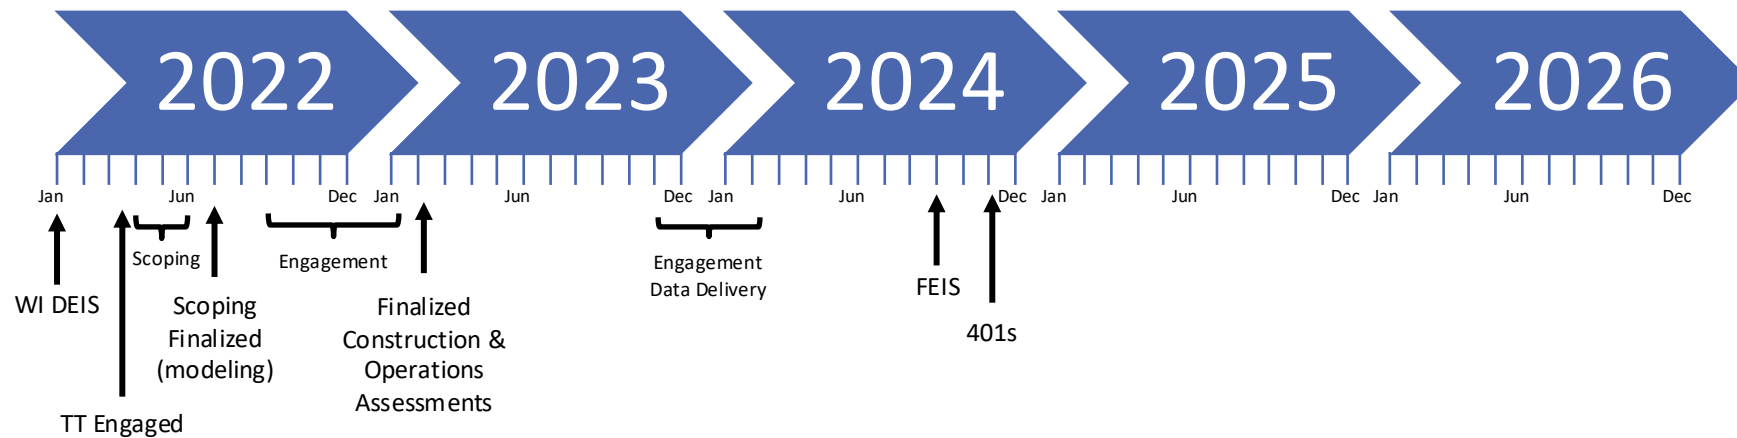 2022
2023
2024
2025
2026
Jan
Jun
Dec
Jan
Jun
Dec
Jan
Jun
Dec
Jan
Jun
Dec
Jan
Jun
Dec
WI DEIS
TT Engaged
Scoping
Scoping
Finalized
(modeling)
Engagement
Finalized
Construction &
Operations
Assessments
Engagement
Data Delivery
FEIS
401s